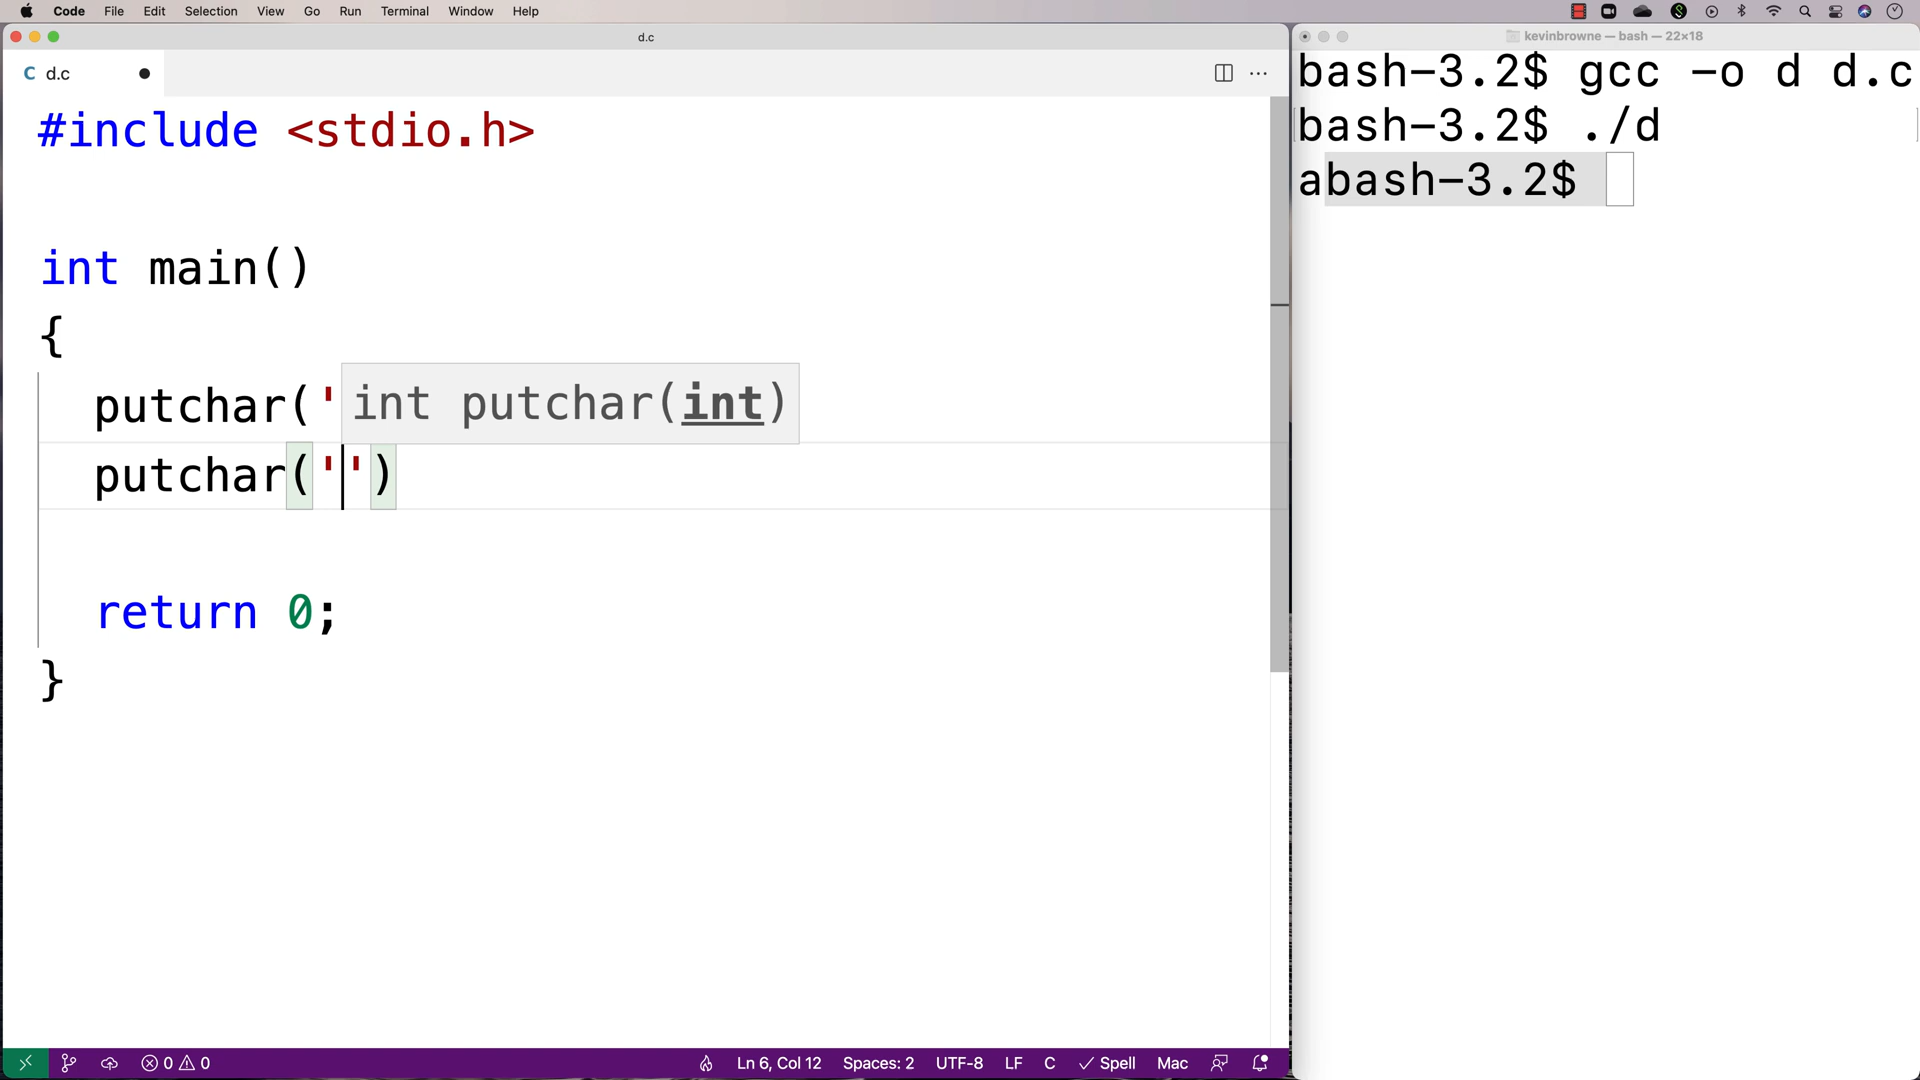 Code File Edit Selection View Go Run Terminal Window Help
d.c
C d.c
#include <stdio.h>
int main()
{
putchar('
int putchar(int)
putchar('')
return 0;
}
0 0 Ln 6, Col 12 Spaces: 2 UTF-8 LF C Spell Mac
kevinbrowne — bash — 22×18
bash-3.2$ gcc -o d d.c
bash-3.2$ ./d
abash-3.2$